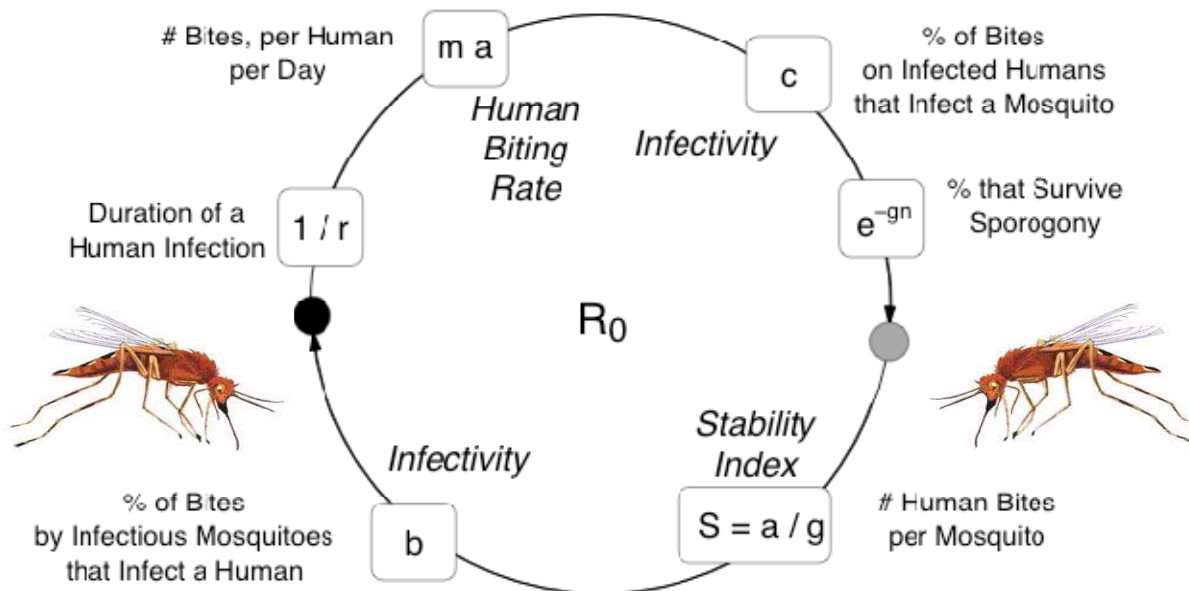 # Bites, per Human
per Day
m a
Human
Biting
Rate
c
% of Bites
on Infected Humans
that Infect a Mosquito
Infectivity
e⁻ᵍⁿ
% that Survive
Sporogony
Duration of a
Human Infection
1 / r
R₀
Stability
Index
S = a / g
# Human Bites
per Mosquito
Infectivity
b
% of Bites
by Infectious Mosquitoes
that Infect a Human